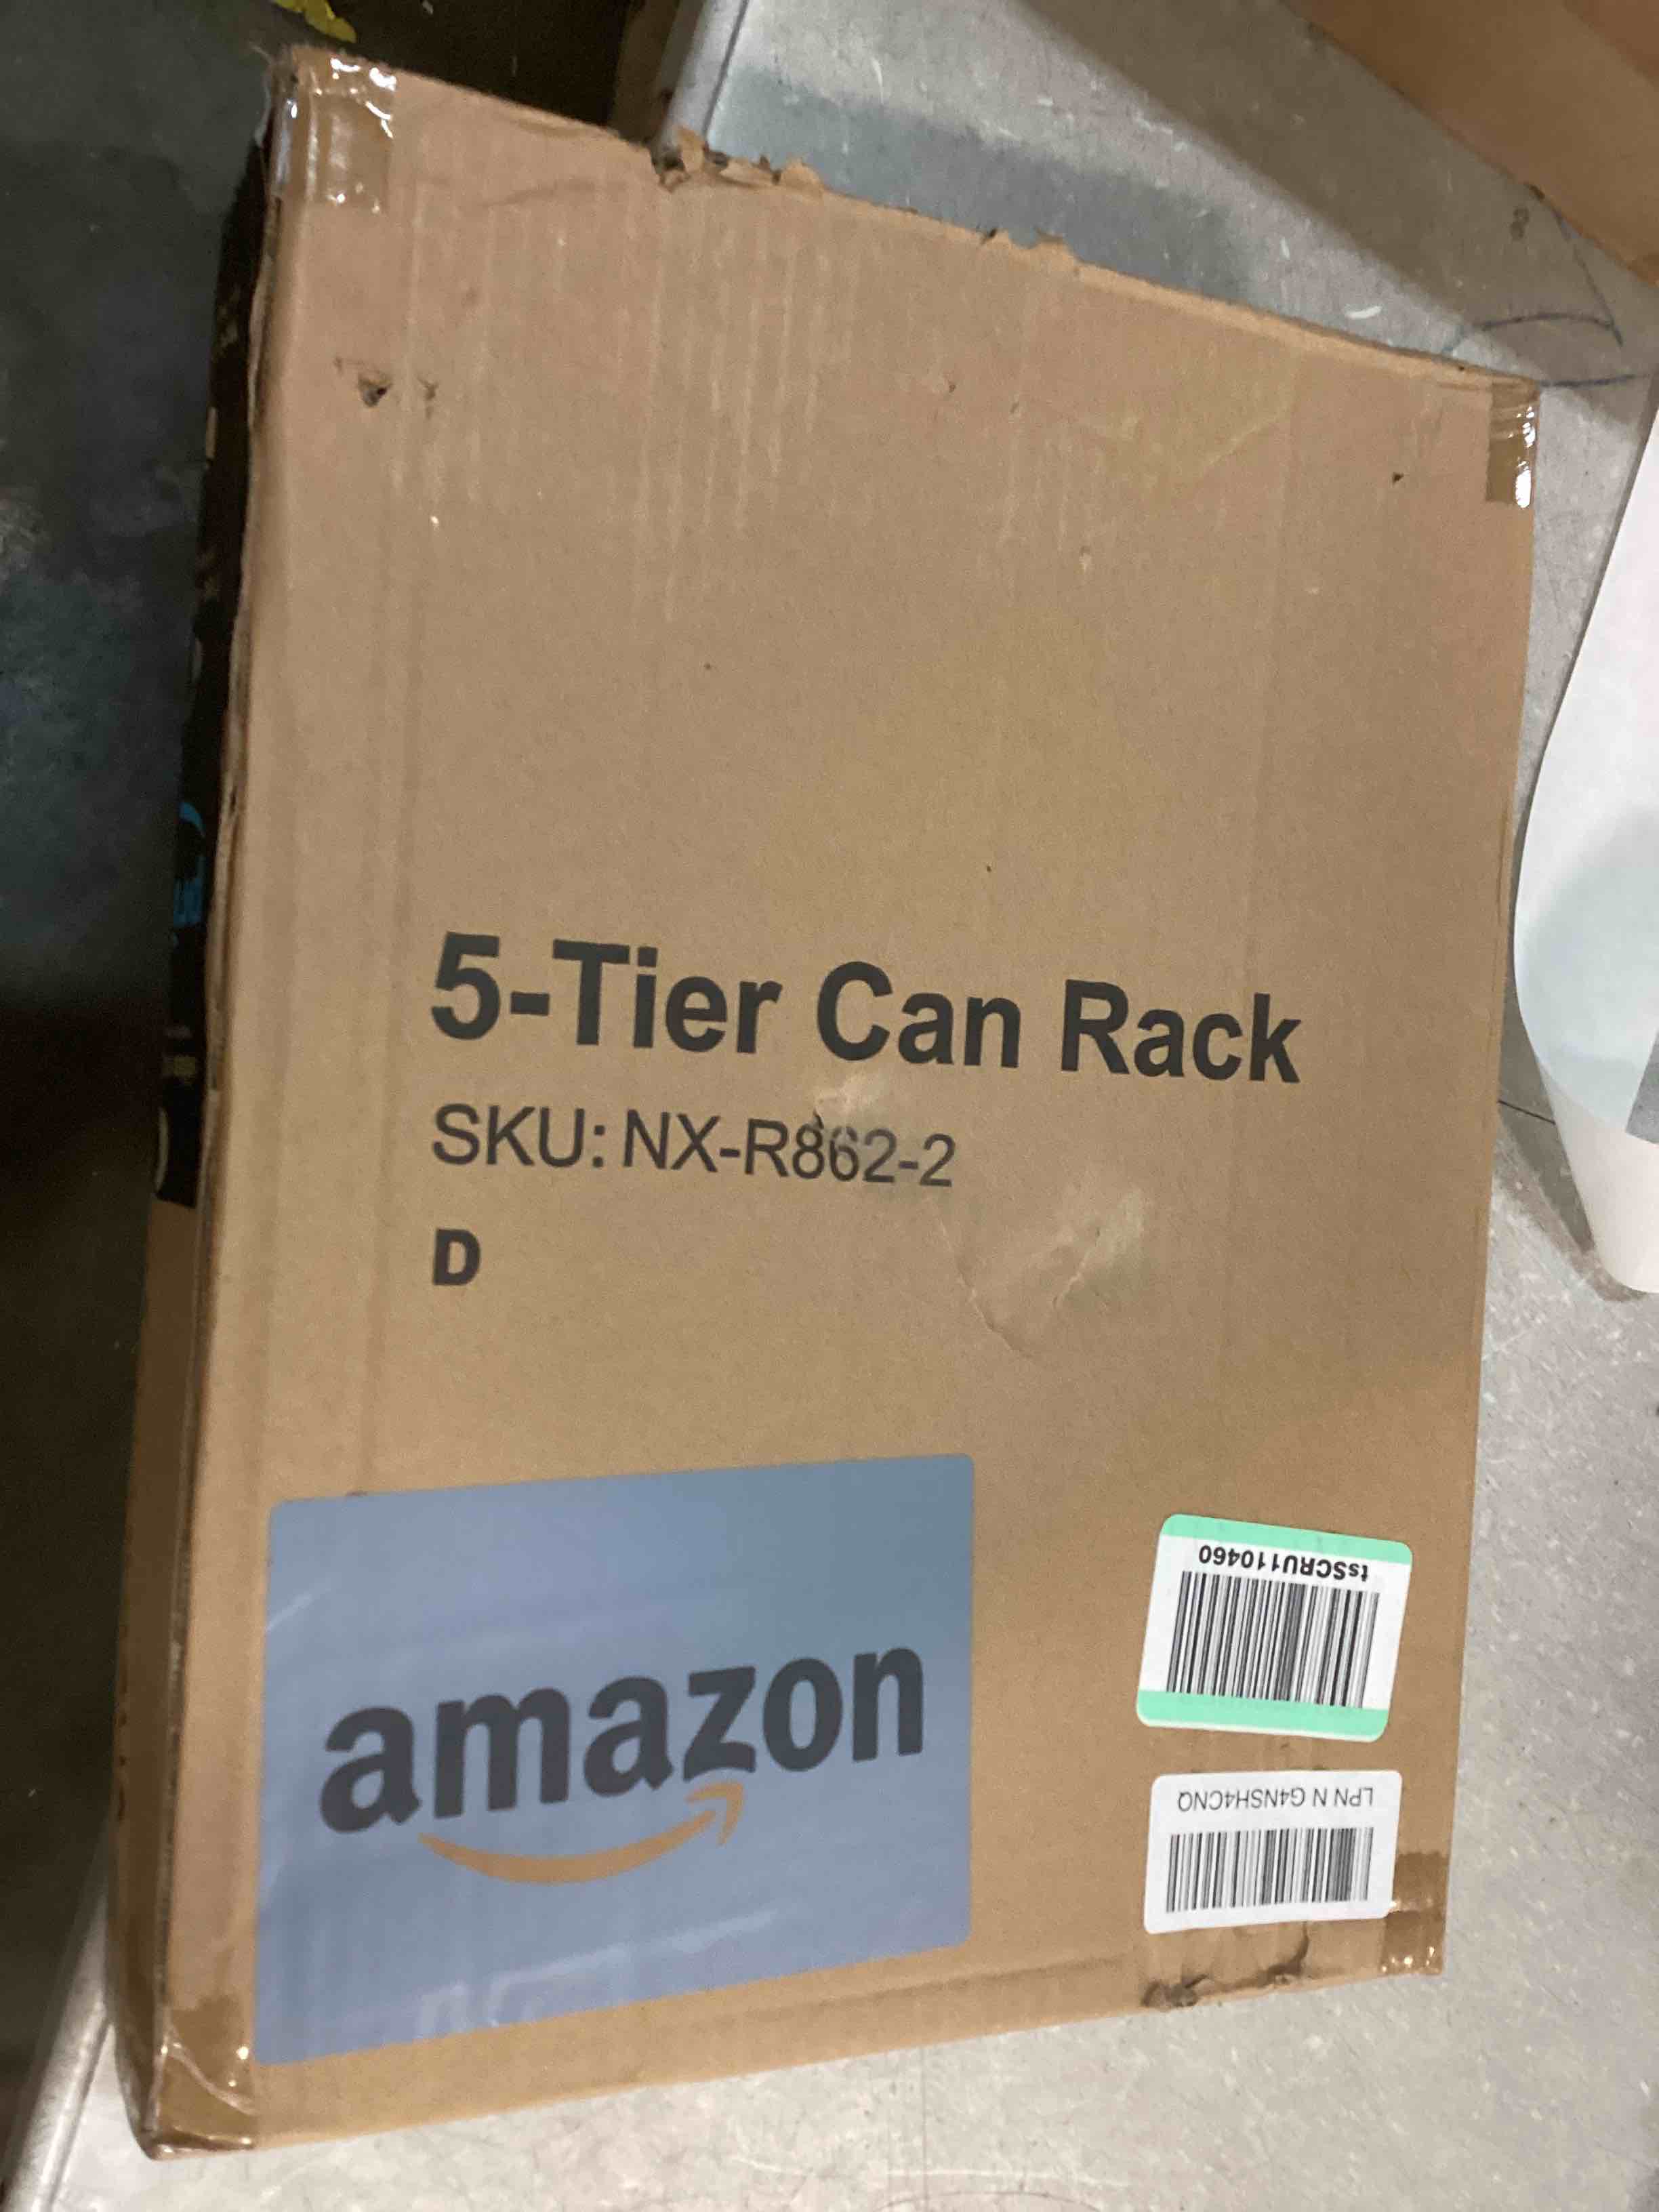 5-Tier Can Rack
SKU: NX-R862-2
D
amazon
tsSCRU110460
LPN N G4NSH4CNQ